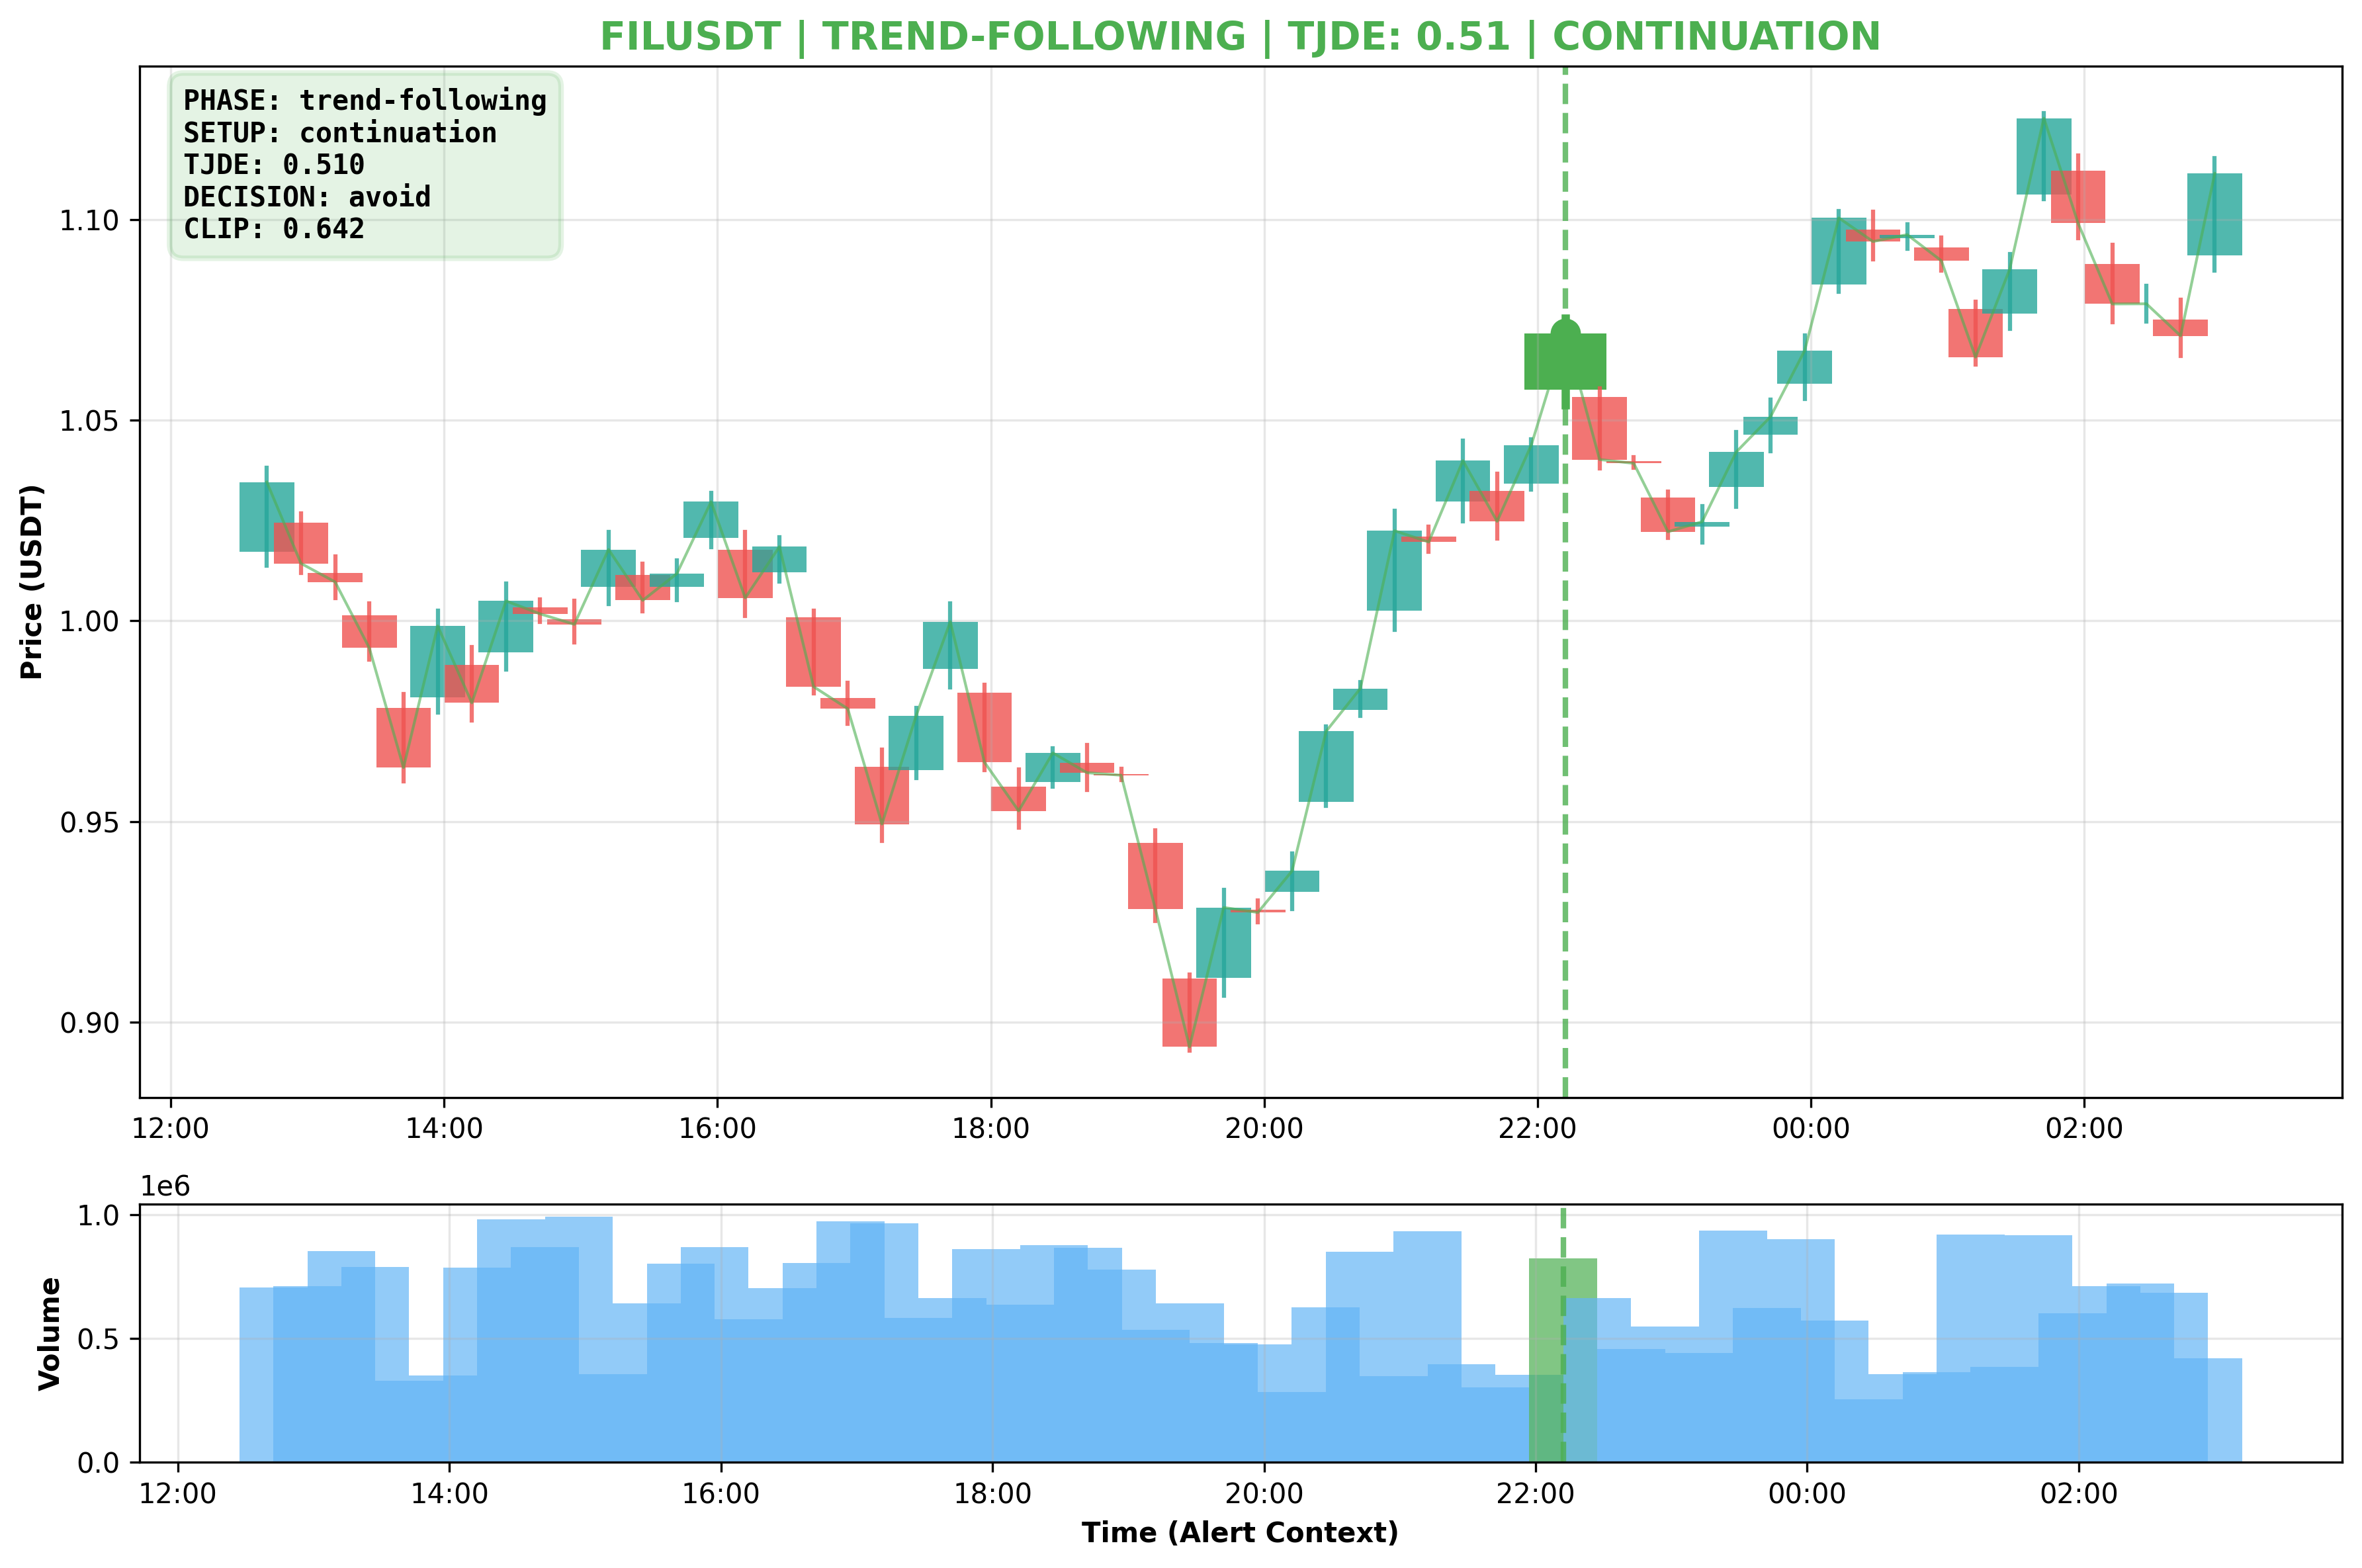 FILUSDT | TREND-FOLLOWING | TJDE: 0.51 | CONTINUATION
PHASE: trend-following
SETUP: continuation
TJDE: 0.510
DECISION: avoid
CLIP: 0.642
Price (USDT)
1.10
1.05
1.00
0.95
0.90
12:00 14:00 16:00 18:00 20:00 22:00 00:00 02:00
1e6
Volume
1.0
0.5
0.0
12:00 14:00 16:00 18:00 20:00 22:00 00:00 02:00
Time (Alert Context)